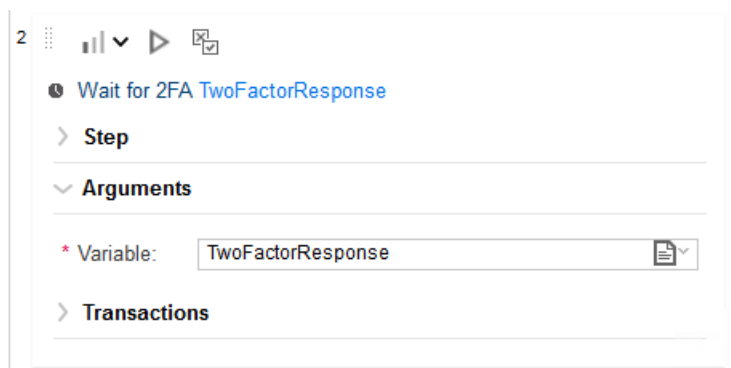 2
Wait for 2FA TwoFactorResponse
Step
Arguments
* Variable: TwoFactorResponse
Transactions